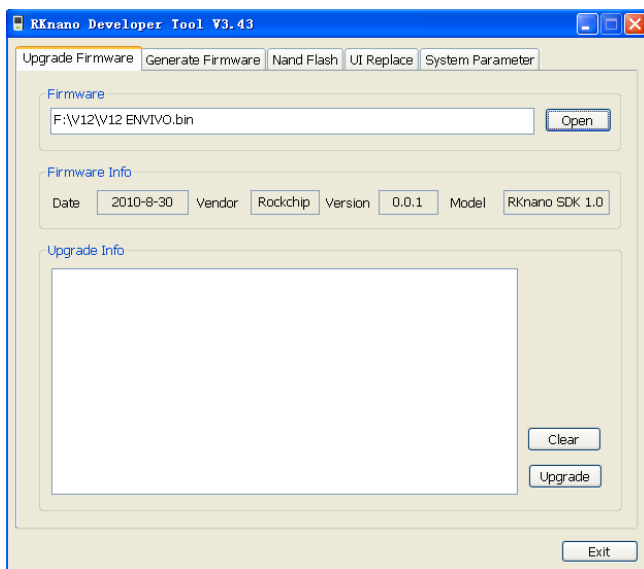 RKnano Developer Tool V3.43
Upgrade Firmware Generate Firmware Nand Flash UI Replace System Parameter
Firmware
F:\V12\V12 ENVIVO.bin Open
Firmware Info
Date 2010-8-30 Vendor Rockchip Version 0.0.1 Model RKnano SDK 1.0
Upgrade Info
Clear
Upgrade
Exit